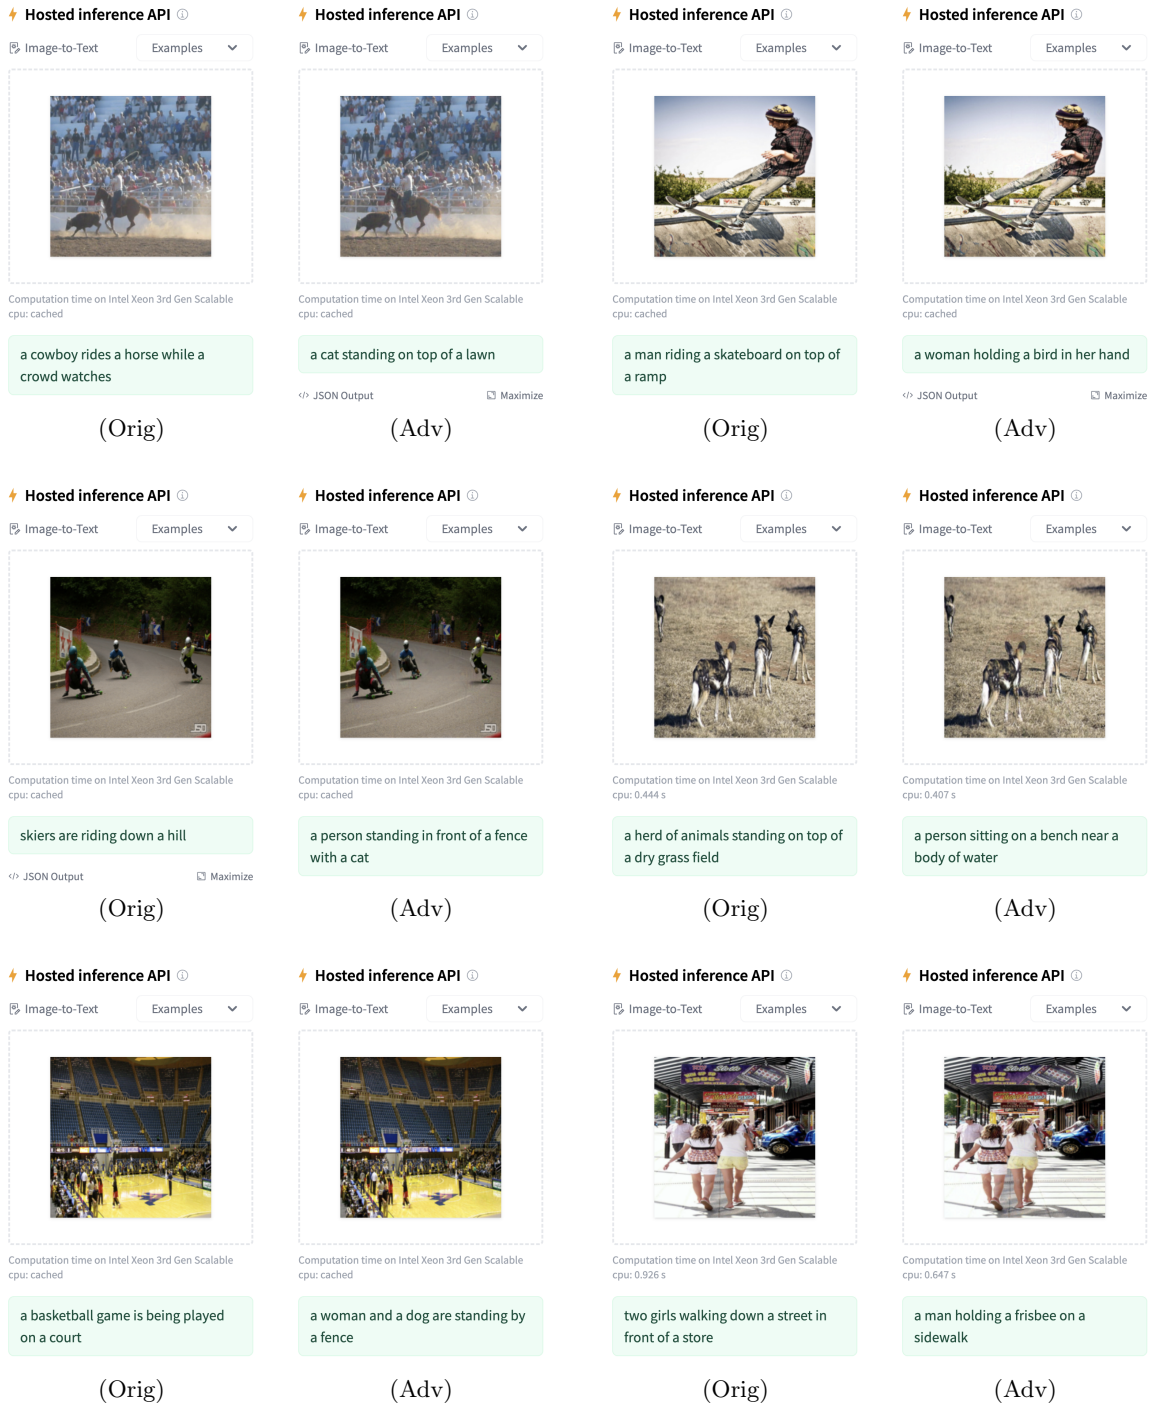 Hosted inference API
Image-to-Text
Examples
Computation time on Intel Xeon 3rd Gen Scalable
cpu: cached
a cowboy rides a horse while a
crowd watches
(Orig)
Hosted inference API
Image-to-Text
Examples
Computation time on Intel Xeon 3rd Gen Scalable
cpu: cached
a cat standing on top of a lawn
</> JSON Output
Maximize
(Adv)
Hosted inference API
Image-to-Text
Examples
Computation time on Intel Xeon 3rd Gen Scalable
cpu: cached
a man riding a skateboard on top of
a ramp
(Orig)
Hosted inference API
Image-to-Text
Examples
Computation time on Intel Xeon 3rd Gen Scalable
cpu: cached
a woman holding a bird in her hand
</> JSON Output
Maximize
(Adv)
Hosted inference API
Image-to-Text
Examples
JSO
Computation time on Intel Xeon 3rd Gen Scalable
cpu: cached
skiers are riding down a hill
</> JSON Output
Maximize
(Orig)
Hosted inference API
Image-to-Text
Examples
JSO
Computation time on Intel Xeon 3rd Gen Scalable
cpu: cached
a person standing in front of a fence
with a cat
(Adv)
Hosted inference API
Image-to-Text
Examples
Computation time on Intel Xeon 3rd Gen Scalable
cpu: 0.444 s
a herd of animals standing on top of
a dry grass field
(Orig)
Hosted inference API
Image-to-Text
Examples
Computation time on Intel Xeon 3rd Gen Scalable
cpu: 0.407 s
a person sitting on a bench near a
body of water
(Adv)
Hosted inference API
Image-to-Text
Examples
Computation time on Intel Xeon 3rd Gen Scalable
cpu: cached
a basketball game is being played
on a court
(Orig)
Hosted inference API
Image-to-Text
Examples
Computation time on Intel Xeon 3rd Gen Scalable
cpu: cached
a woman and a dog are standing by
a fence
(Adv)
Hosted inference API
Image-to-Text
Examples
Computation time on Intel Xeon 3rd Gen Scalable
cpu: 0.926 s
two girls walking down a street in
front of a store
(Orig)
Hosted inference API
Image-to-Text
Examples
Computation time on Intel Xeon 3rd Gen Scalable
cpu: 0.647 s
a man holding a frisbee on a
sidewalk
(Adv)